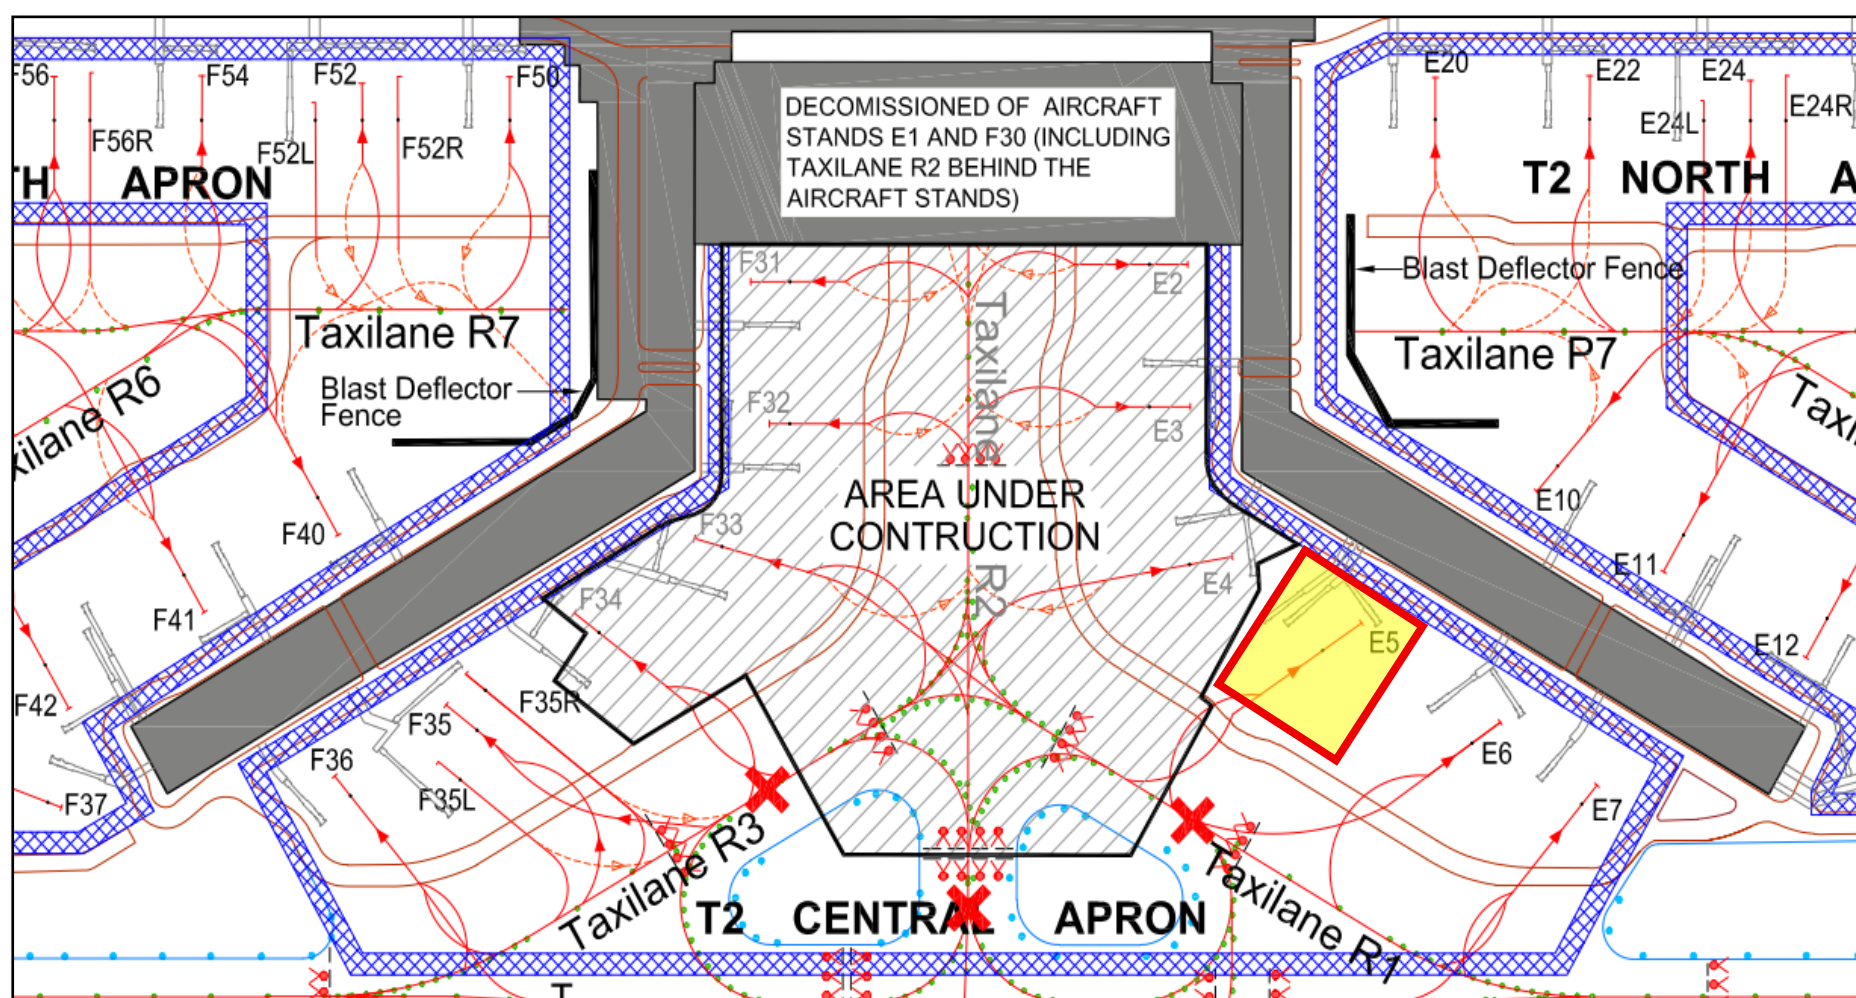 F56
F54
F52
F50
E20
E22
E24
F56R
F52L
F52R
E24L
E24R
DECOMISSIONED OF AIRCRAFT
STANDS E1 AND F30 (INCLUDING
TAXILANE R2 BEHIND THE
AIRCRAFT STANDS)
TH APRON
T2 NORTH A
F31
E2
Blast Deflector Fence
Taxilane R7
Taxilane P7
Taxilane R6
Blast Deflector
Fence
Taxilane R2
Taxil
F32
E3
AREA UNDER
CONTRUCTION
F33
E4
F40
E10
E11
F34
F41
E5
E12
F42
F35R
F35
F36
E6
F35L
F37
E7
Taxilane R3
Taxilane R1
T2 CENTRAL APRON
T